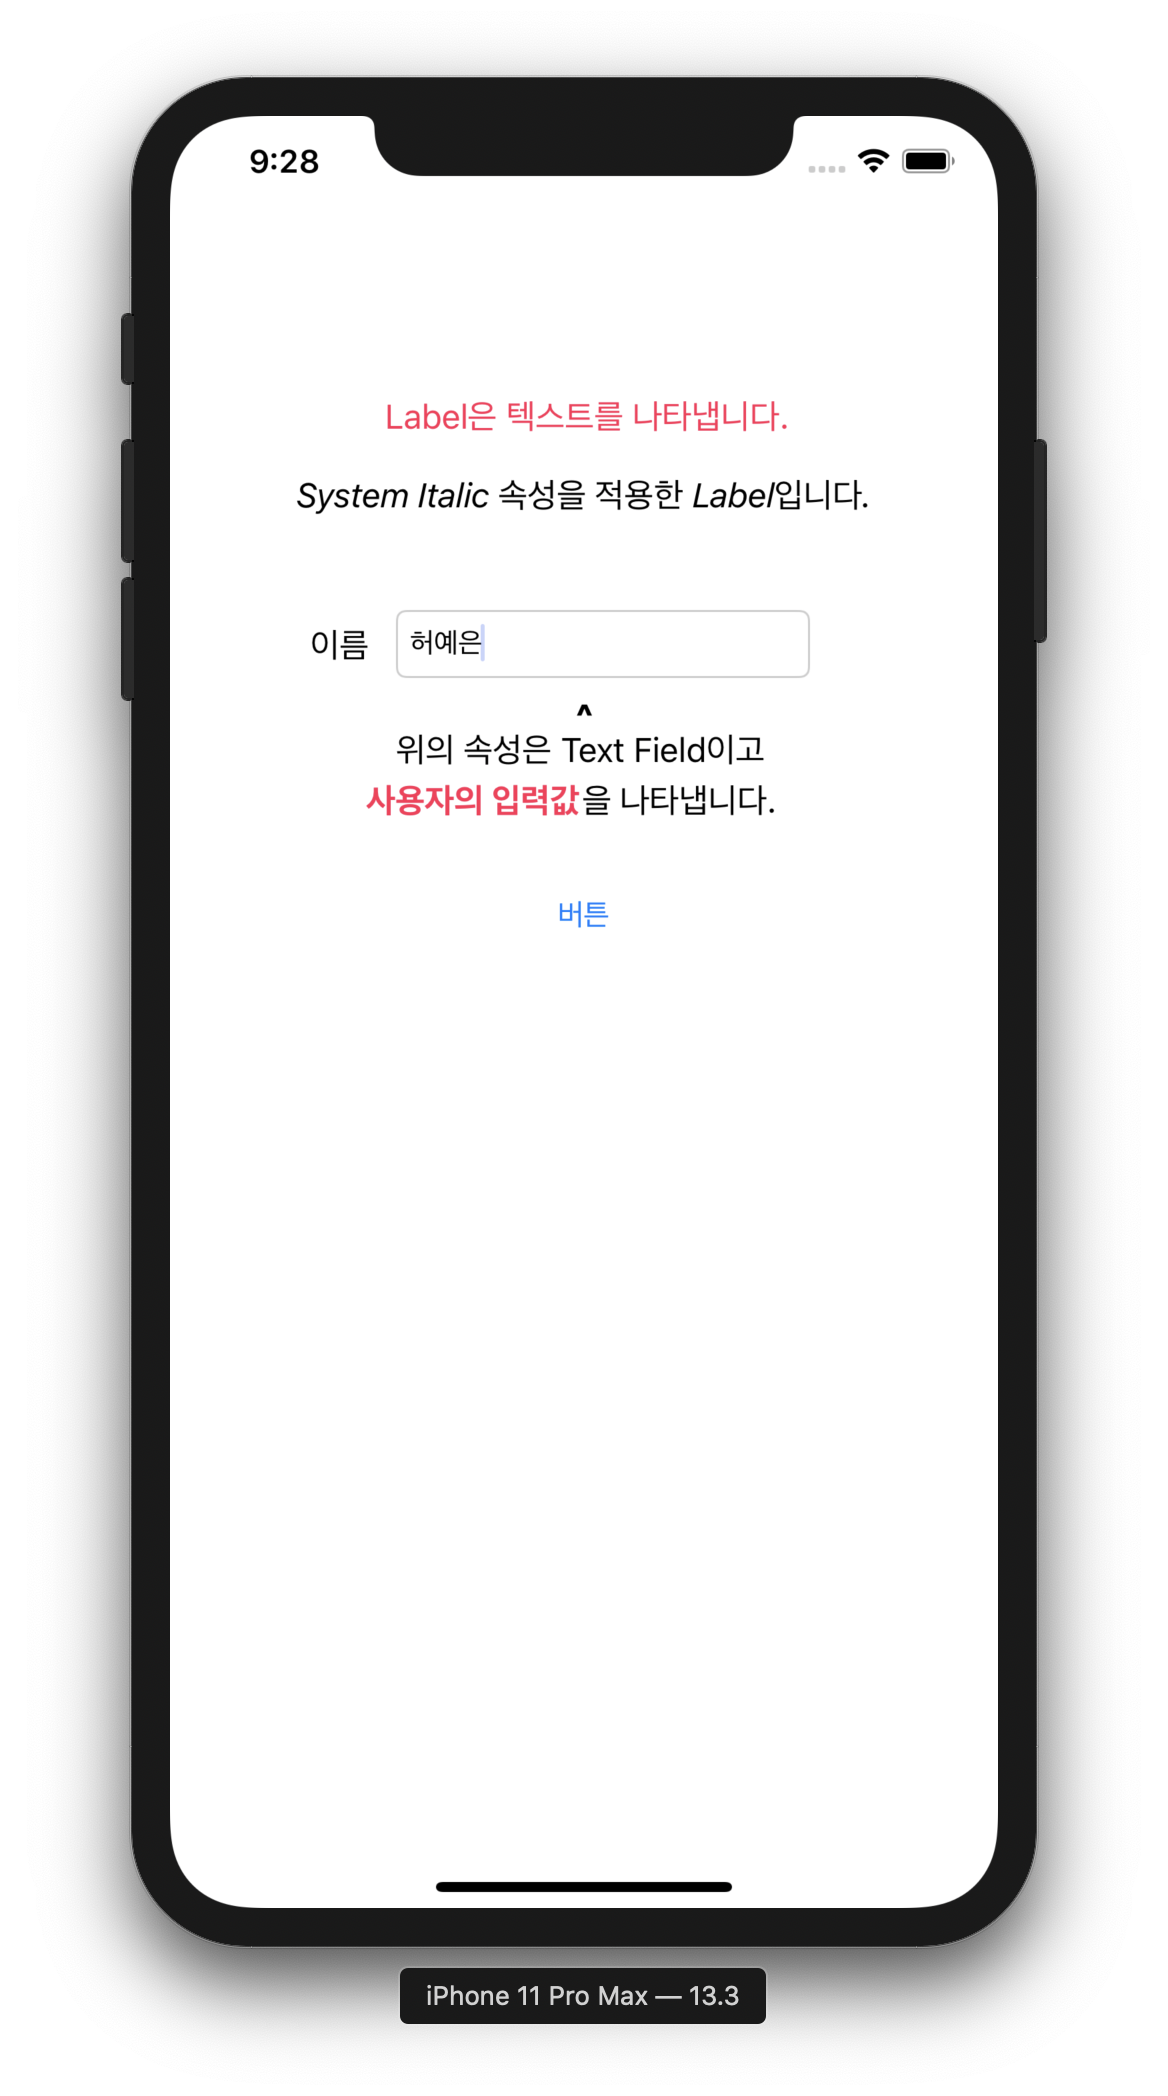 9:28
Label은 텍스트를 나타냅니다.
System Italic 속성을 적용한 Label입니다.
이름 허예은
^
위의 속성은 Text Field이고
사용자의 입력값을 나타냅니다.
버튼
iPhone 11 Pro Max — 13.3